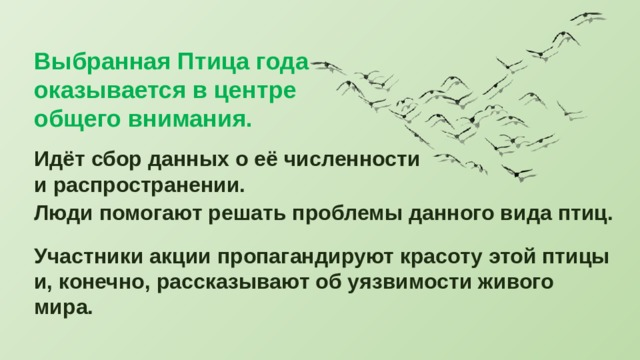 Выбранная Птица года
оказывается в центре
общего внимания.
Идёт сбор данных о её численности
и распространении.
Люди помогают решать проблемы данного вида птиц.
Участники акции пропагандируют красоту этой птицы
и, конечно, рассказывают об уязвимости живого
мира.